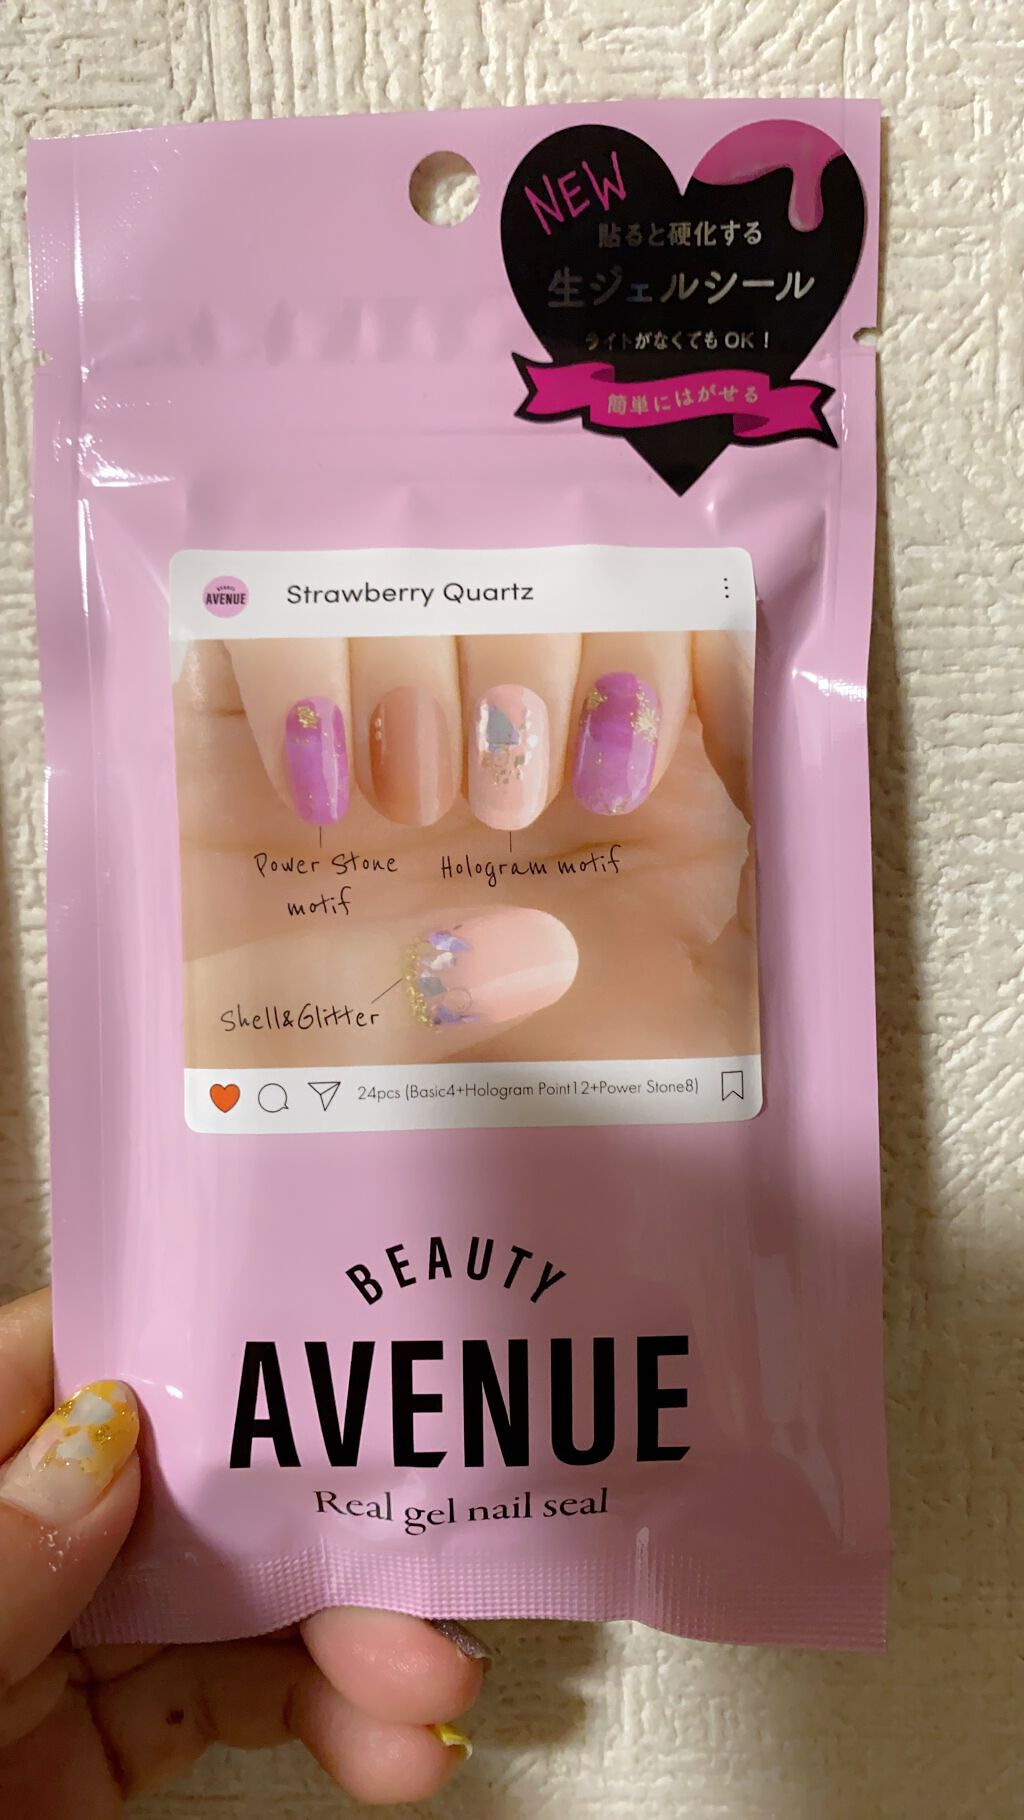 NEW
貼ると硬化する
生ジェルシール
ライトがなくてもOK！
簡単にはがせる
BEAUTY
AVENUE
Strawberry Quartz
Power Stone
motif
Hologram motif
Shell&Glitter
24pcs (Basic4+Hologram Point12+Power Stone8)
BEAUTY
AVENUE
Real gel nail seal